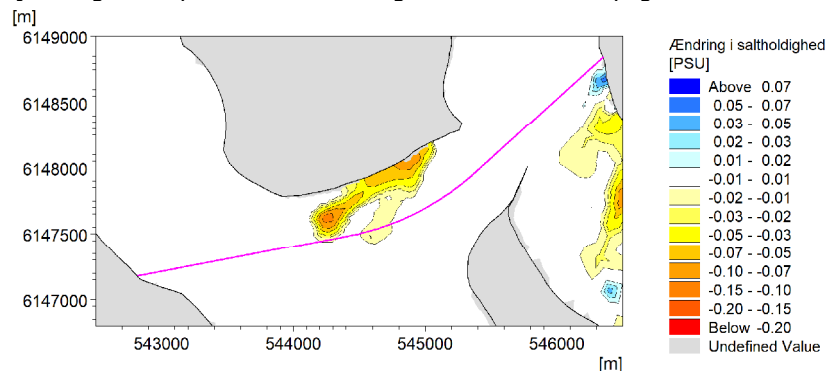 [m]
6149000
6148500
6148000
6147500
6147000
543000
544000
545000
546000
[m]
Ændring i saltholdighed
[PSU]
Above 0.07
0.05 - 0.07
0.03 - 0.05
0.02 - 0.03
0.01 - 0.02
-0.01 - 0.01
-0.02 - -0.01
-0.03 - -0.02
-0.05 - -0.03
-0.07 - -0.05
-0.10 - -0.07
-0.15 - -0.10
-0.20 - -0.15
Below -0.20
Undefined Value